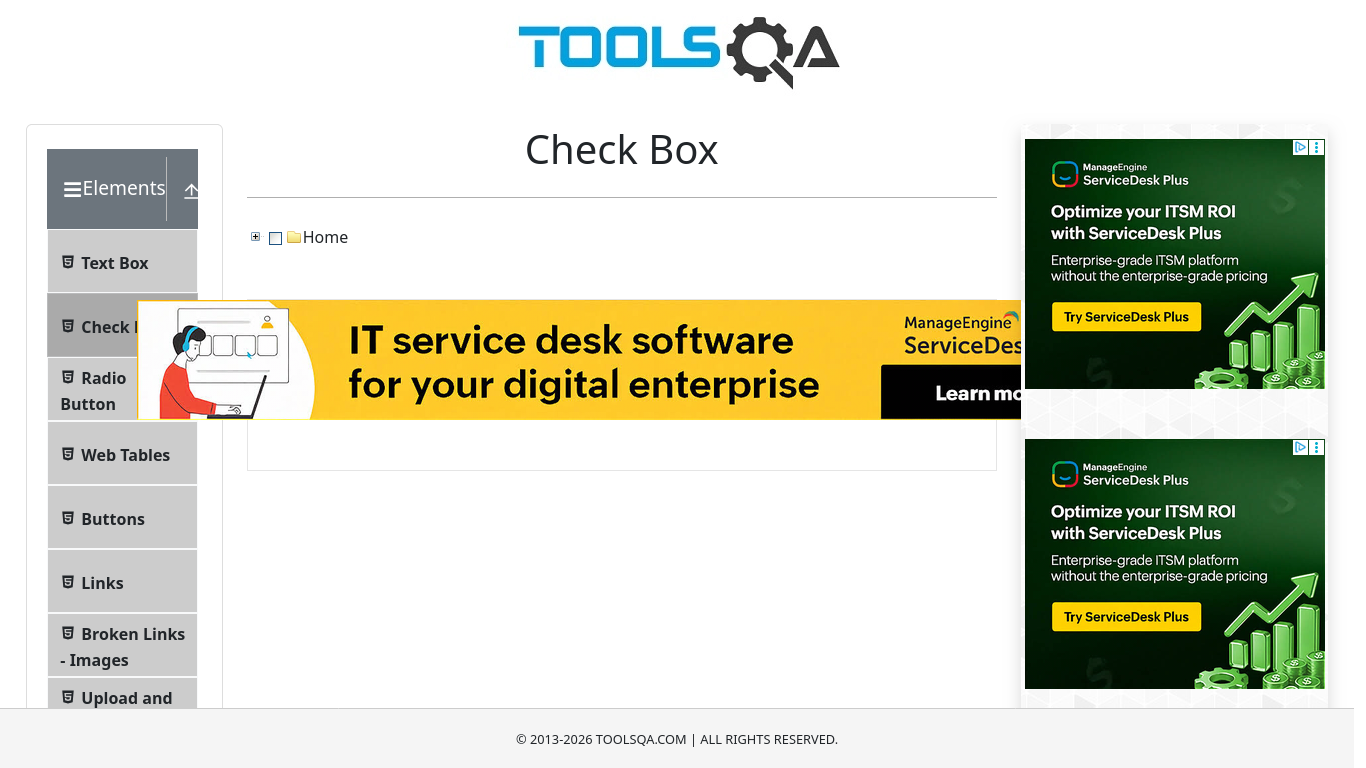 TOOLSQA
Check Box
Elements
Text Box
Check
Radio
Button
Web Tables
Buttons
Links
Broken Links
- Images
Upload and
Home
IT service desk software
for your digital enterprise
ManageEngine
ServiceDes
Learn mo
ManageEngine
ServiceDesk Plus
Optimize your ITSM ROI
with ServiceDesk Plus
Enterprise-grade ITSM platform
without the enterprise-grade pricing
Try ServiceDesk Plus
ManageEngine
ServiceDesk Plus
Optimize your ITSM ROI
with ServiceDesk Plus
Enterprise-grade ITSM platform
without the enterprise-grade pricing
Try ServiceDesk Plus
© 2013-2026 TOOLSQA.COM | ALL RIGHTS RESERVED.